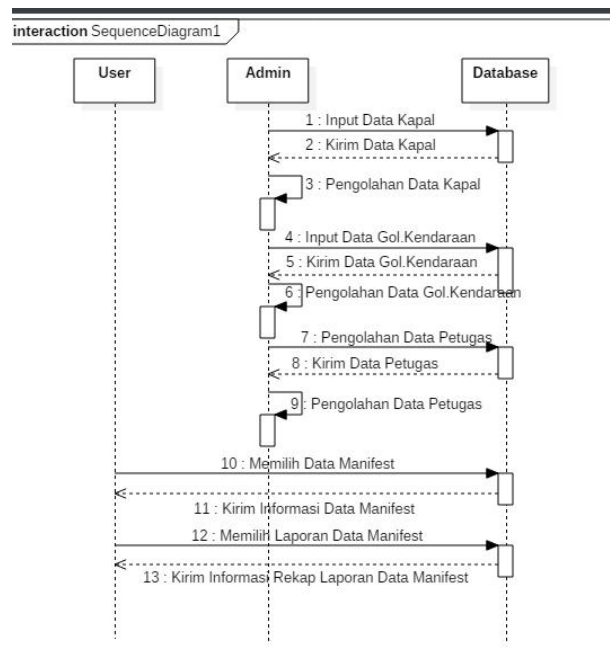 interaction SequenceDiagram1
User
Admin
Database
1 : Input Data Kapal
2 : Kirim Data Kapal
3 : Pengolahan Data Kapal
4 : Input Data Gol.Kendaraan
5 : Kirim Data Gol.Kendaraan
6 : Pengolahan Data Gol.Kendaraan
7 : Pengolahan Data Petugas
8 : Kirim Data Petugas
9 : Pengolahan Data Petugas
10 : Memilih Data Manifest
11 : Kirim Informasi Data Manifest
12 : Memilih Laporan Data Manifest
13 : Kirim Informasi Rekap Laporan Data Manifest